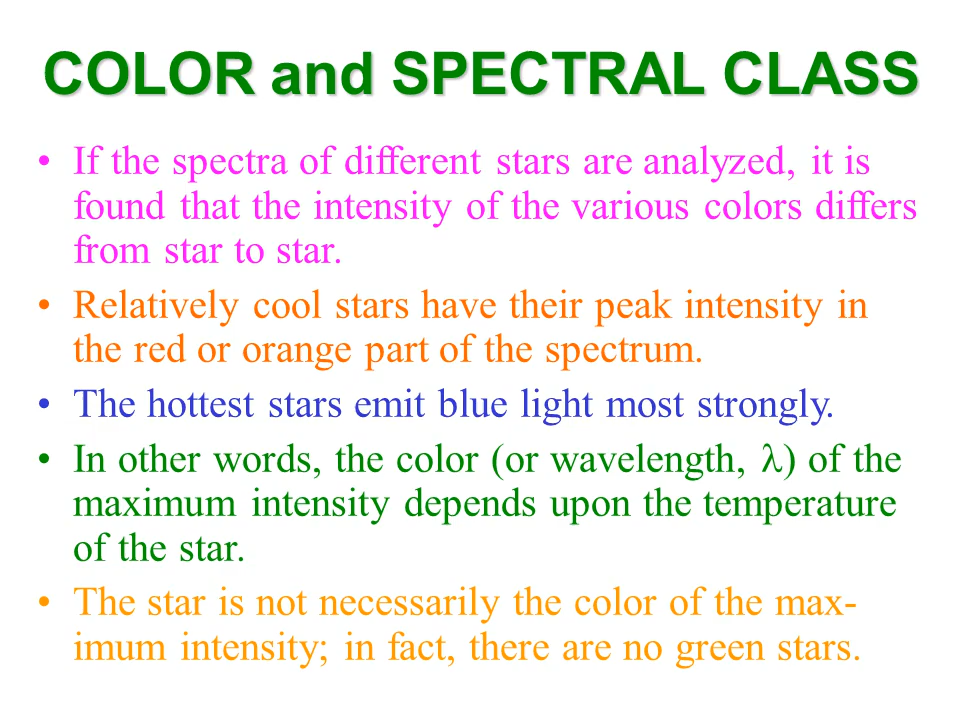 COLOR and SPECTRAL CLASS
• If the spectra of different stars are analyzed, it is
found that the intensity of the various colors differs
from star to star.
• Relatively cool stars have their peak intensity in
the red or orange part of the spectrum.
• The hottest stars emit blue light most strongly.
• In other words, the color (or wavelength, λ) of the
maximum intensity depends upon the temperature
of the star.
• The star is not necessarily the color of the max-
imum intensity; in fact, there are no green stars.